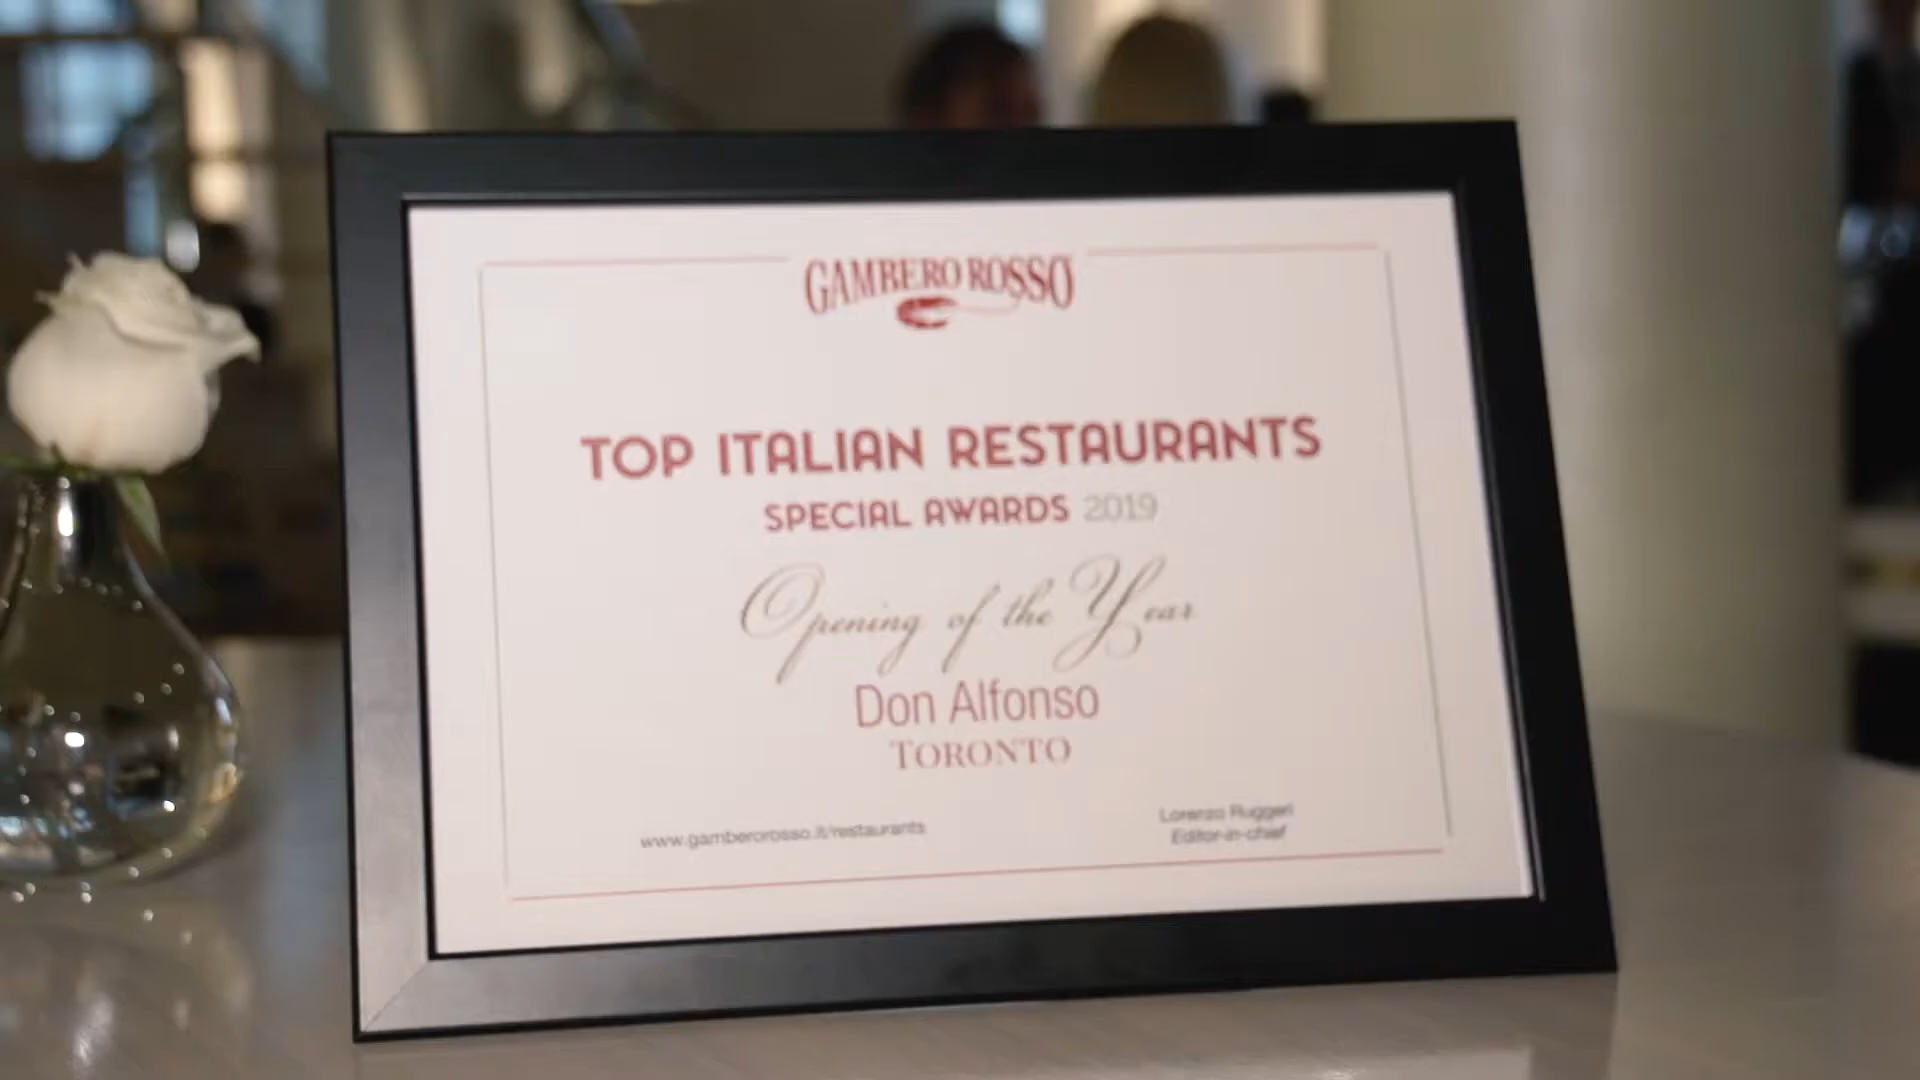 GAMBERO ROSSO
TOP ITALIAN RESTAURANTS
SPECIAL AWARDS 2019
Opening of the Year
Don Alfonso
TORONTO
www.gamberorosso.it/restaurants
Lorenzo Ruggeri
Editor-in-chief